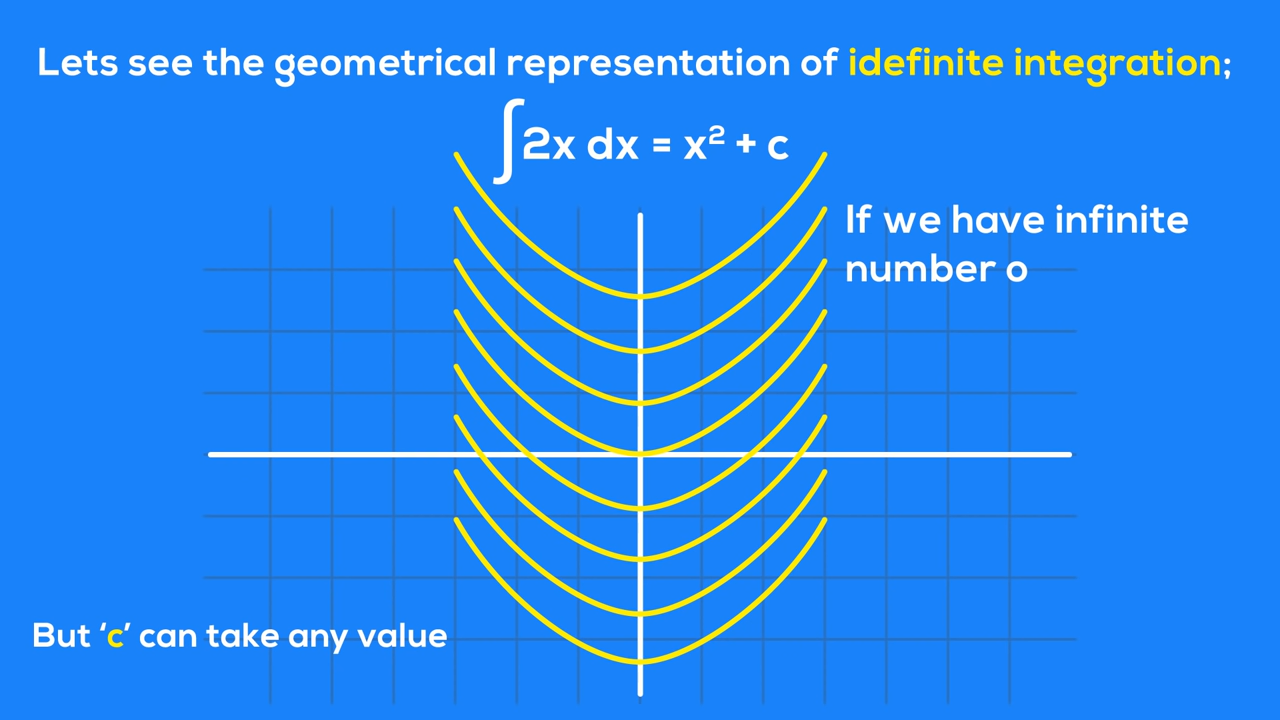 Lets see the geometrical representation of idefinite integration;
∫2x dx = x² + c
If we have infinite
number o
But ‘c’ can take any value